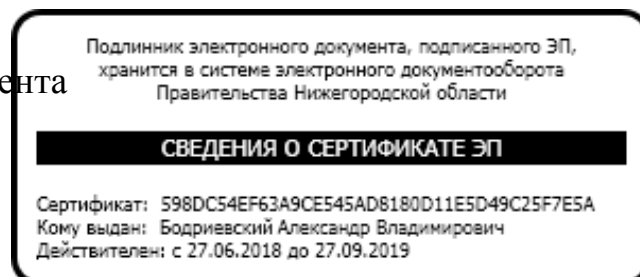 Подлинник электронного документа, подписанного ЭП,
хранится в системе электронного документооборота
Правительства Нижегородской области
СВЕДЕНИЯ О СЕРТИФИКАТЕ ЭП
Сертификат: 598DC54EF63A9CE545AD8180D11E5D49C25F7E5A
Кому выдан: Бодриевский Александр Владимирович
Действителен: с 27.06.2018 до 27.09.2019